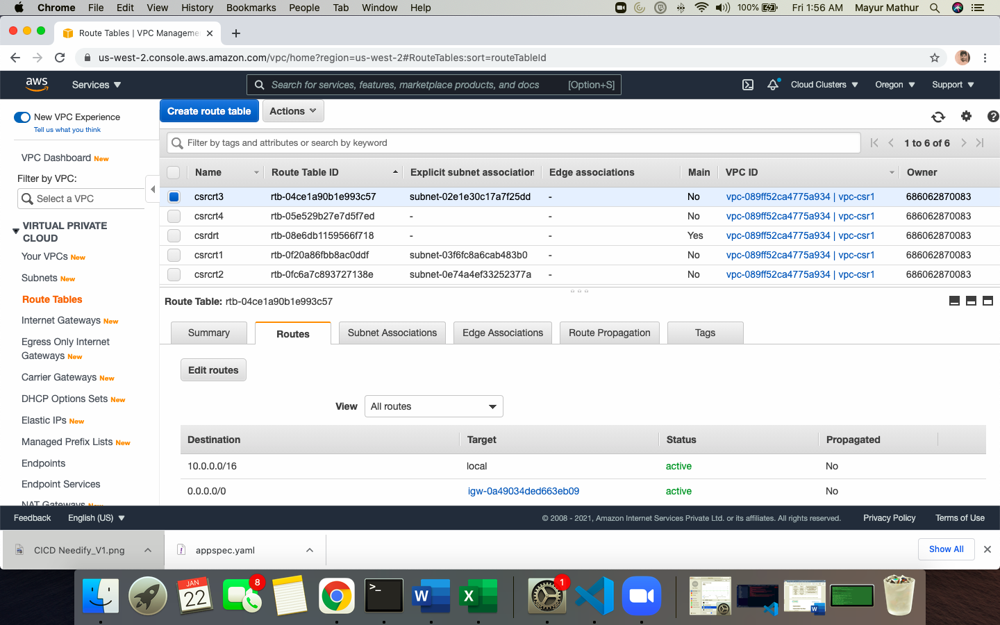 Chrome File Edit View History Bookmarks People Tab Window Help 100% Fri 1:56 AM Mayur Mathur
Route Tables | VPC Manageme
us-west-2.console.aws.amazon.com/vpc/home?region=us-west-2#RouteTables:sort=routeTableId
aws Services Search for services, features, marketplace products, and docs [Option+S] Cloud Clusters Oregon Support
New VPC Experience
Tell us what you think
Create route table Actions
Filter by tags and attributes or search by keyword 1 to 6 of 6
VPC Dashboard New
Filter by VPC:
Select a VPC
VIRTUAL PRIVATE
CLOUD
Your VPCs New
Subnets New
Route Tables
Internet Gateways New
Egress Only Internet
Gateways New
Carrier Gateways New
DHCP Options Sets New
Elastic IPs New
Managed Prefix Lists New
Endpoints
Endpoint Services
NAT Gateways New
Name Route Table ID Explicit subnet association Edge associations Main VPC ID Owner
csrcrt3 rtb-04ce1a90b1e993c57 subnet-02e1e30c17a7f25dd - No vpc-089ff52ca4775a934 | vpc-csr1 686062870083
csrcrt4 rtb-05e529b27e7d5f7ed - - No vpc-089ff52ca4775a934 | vpc-csr1 686062870083
csrdrt rtb-08e6db1159566f718 - - Yes vpc-089ff52ca4775a934 | vpc-csr1 686062870083
csrcrt1 rtb-0f20a86fbb8ac0ddf subnet-03f6fc8a6cab483b0 - No vpc-089ff52ca4775a934 | vpc-csr1 686062870083
csrcrt2 rtb-0fc6a7c893727138e subnet-0e74a4ef33252377a - No vpc-089ff52ca4775a934 | vpc-csr1 686062870083
Route Table: rtb-04ce1a90b1e993c57
Summary Routes Subnet Associations Edge Associations Route Propagation Tags
Edit routes
View All routes
Destination Target Status Propagated
10.0.0.0/16 local active No
0.0.0.0/0 igw-0a49034ded663eb09 active No
Feedback English (US) © 2008 - 2021, Amazon Internet Services Private Ltd. or its affiliates. All rights reserved. Privacy Policy Terms of Use
CICD Needify_V1.png appspec.yaml Show All
JAN 22 8 >_ W X 1